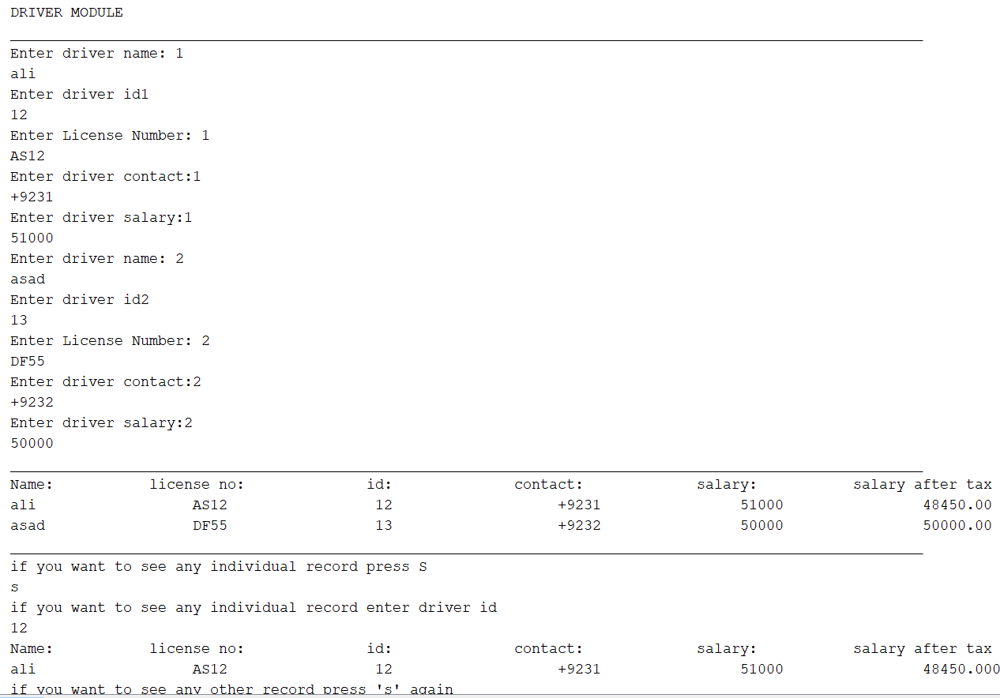 DRIVER MODULE
Enter driver name: 1
ali
Enter driver id1
12
Enter License Number: 1
AS12
Enter driver contact:1
+9231
Enter driver salary:1
51000
Enter driver name: 2
asad
Enter driver id2
13
Enter License Number: 2
DF55
Enter driver contact:2
+9232
Enter driver salary:2
50000
Name: license no: id: contact: salary: salary after tax
ali AS12 12 +9231 51000 48450.00
asad DF55 13 +9232 50000 50000.00
if you want to see any individual record press S
s
if you want to see any individual record enter driver id
12
Name: license no: id: contact: salary: salary after tax
ali AS12 12 +9231 51000 48450.000
if you want to see any other record press 's' again